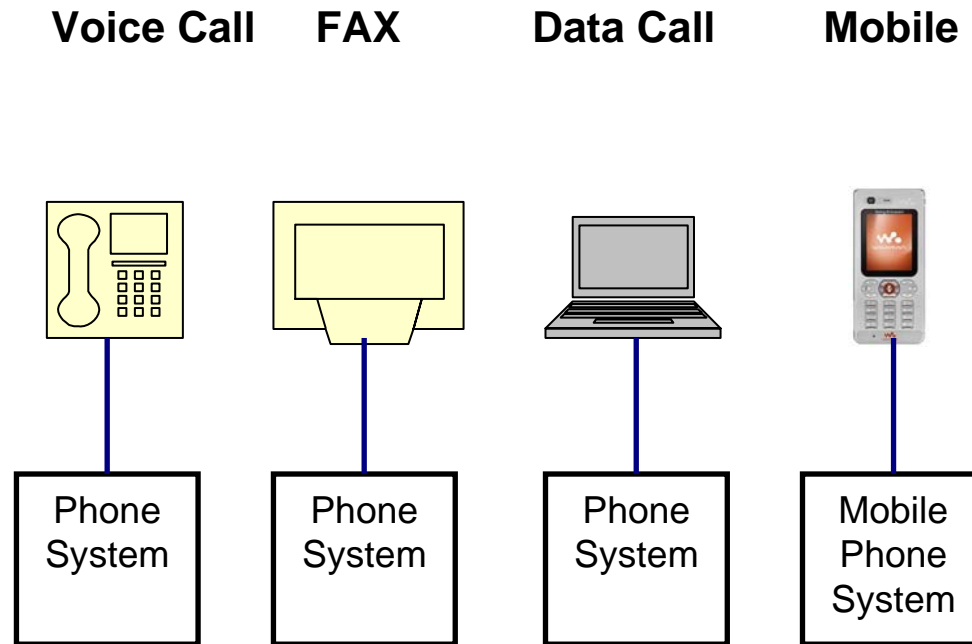 Voice Call FAX Data Call Mobile
Phone System
Phone System
Phone System
Mobile Phone System